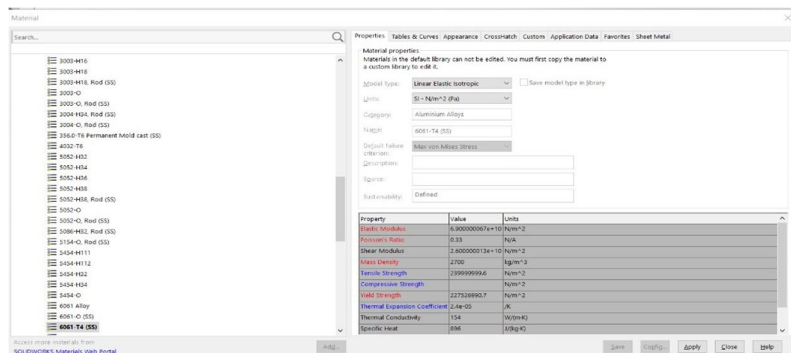 Material
Search...
3003-H16
3003-H18
3003-H18, Rod (SS)
3003-O
3003-O, Rod (SS)
3004-H34, Rod (SS)
3004-O, Rod (SS)
356.0-T6 Permanent Mold cast (SS)
4032-T6
5052-H32
5052-H34
5052-H36
5052-H38
5052-H38, Rod (SS)
5052-O
5052-O, Rod (SS)
5086-H32, Rod (SS)
5154-O, Rod (SS)
5454-H111
5454-H112
5454-H32
5454-H34
5454-O
6061 Alloy
6061-O (SS)
6061-T4 (SS)
Access more materials from
SOLIDWORKS Materials Web Portal
Add...
Properties Tables & Curves Appearance CrossHatch Custom Application Data Favorites Sheet Metal
Material properties
Materials in the default library can not be edited. You must first copy the material to
a custom library to edit it.
Model Type: Linear Elastic Isotropic Save model type in library
Units: SI - N/m^2 (Pa)
Category: Aluminium Alloys
Name: 6061-T4 (SS)
Default failure criterion: Max von Mises Stress
Description:
Source:
Sustainability: Defined
Property Value Units
Elastic Modulus 6.900000067e+10 N/m^2
Poisson's Ratio 0.33 N/A
Shear Modulus 2.600000013e+10 N/m^2
Mass Density 2700 kg/m^3
Tensile Strength 239999999.6 N/m^2
Compressive Strength N/m^2
Yield Strength N/m^2
Thermal Expansion Coefficient 2.4e-05 /K
Thermal Conductivity 154 W/(m·K)
Specific Heat 896 J/(kg·K)
Save Config... Apply Close Help